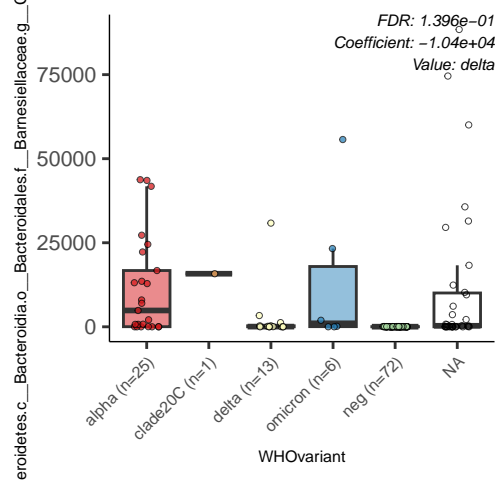 FDR: 1.396e−01
Coefficient: −1.04e+04
Value: delta
eroidetes.c__Bacteroidia.o__Bacteroidales.f__Barnesiellaceae.g__
75000
50000
25000
0
alpha (n=25)
clade20C (n=1)
delta (n=13)
omicron (n=6)
neg (n=72)
NA
WHOvariant